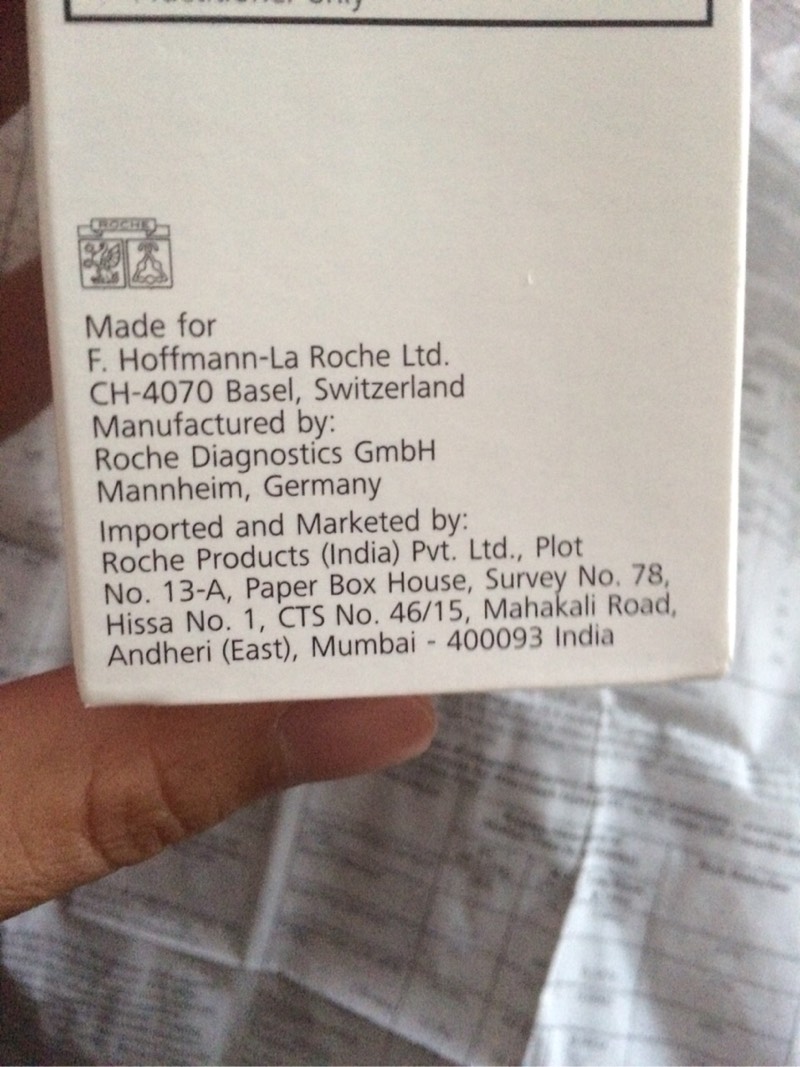 Practitioner Only
ROCHE
Made for
F. Hoffmann-La Roche Ltd.
CH-4070 Basel, Switzerland
Manufactured by:
Roche Diagnostics GmbH
Mannheim, Germany
Imported and Marketed by:
Roche Products (India) Pvt. Ltd., Plot
No. 13-A, Paper Box House, Survey No. 78,
Hissa No. 1, CTS No. 46/15, Mahakali Road,
Andheri (East), Mumbai - 400093 India